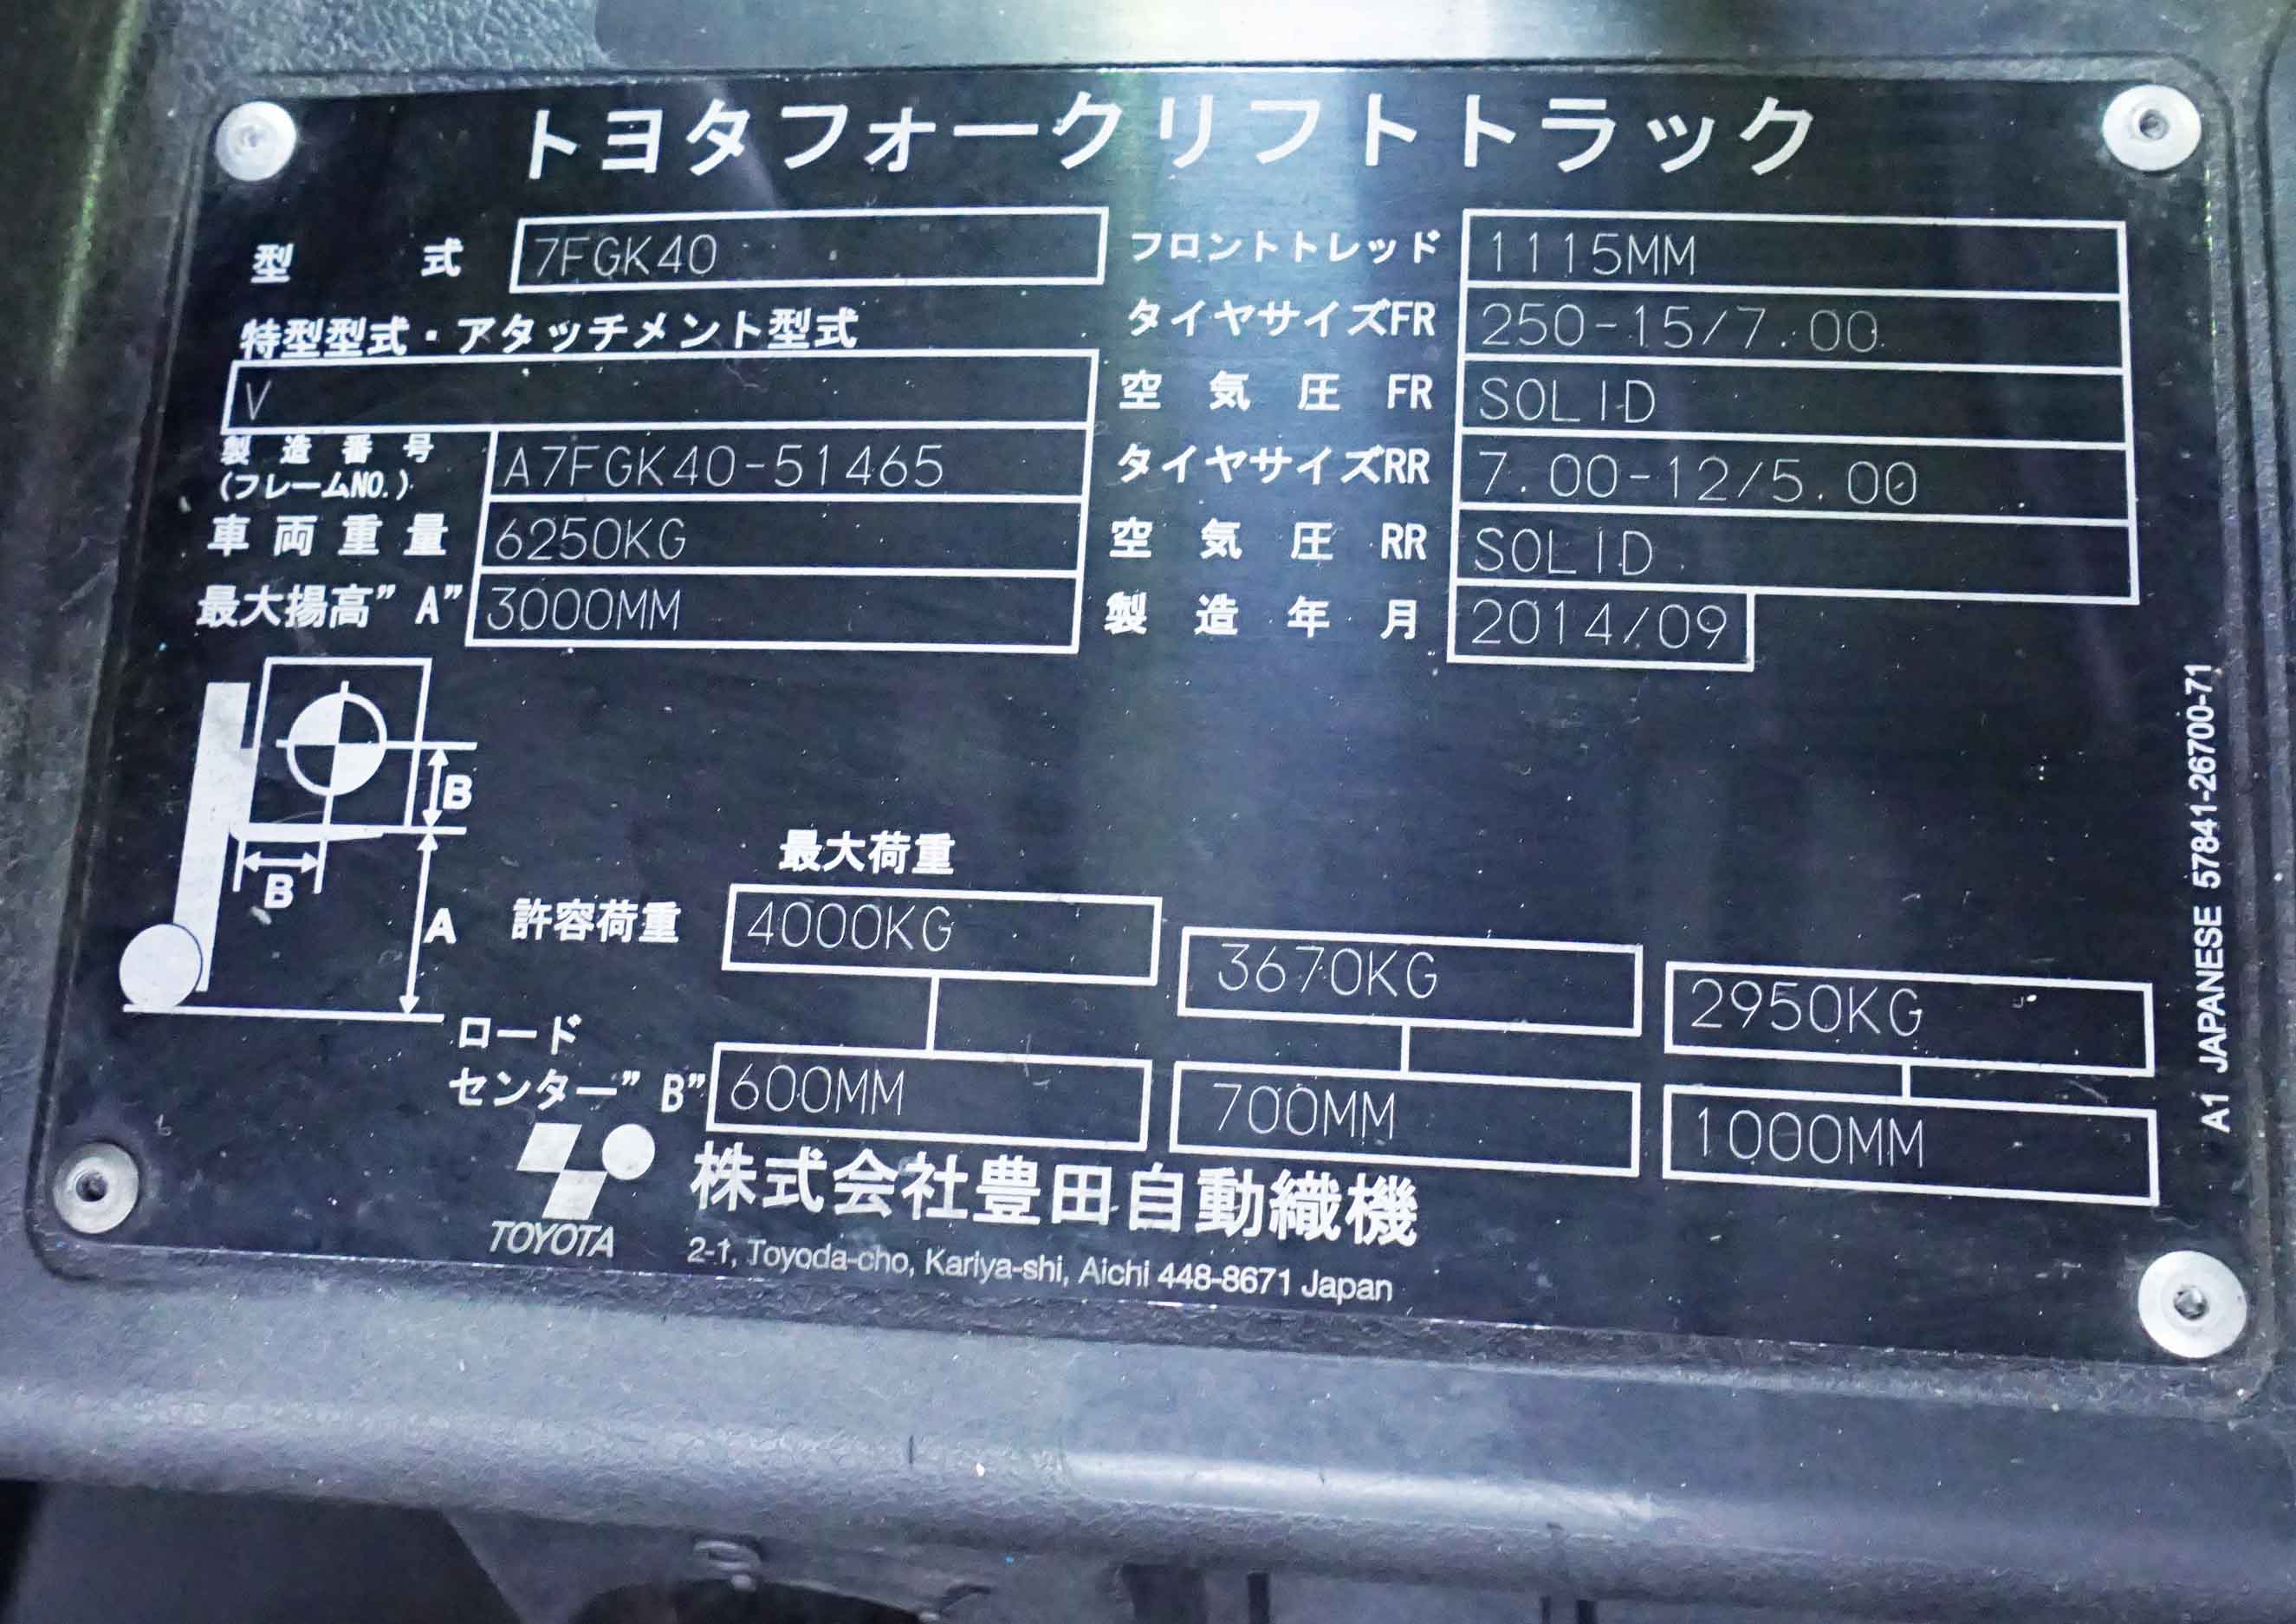 トヨタフォークリフトトラック
型 式 7FGK40
特型型式・アタッチメント型式
V
製造番号
(フレームNO.) A7FGK40-51465
車両重量 6250KG
最大揚高"A" 3000MM
フロントトレッド 1115MM
タイヤサイズFR 250-15/7.00
空気圧 FR SOLID
タイヤサイズRR 7.00-12/5.00
空気圧 RR SOLID
製造年月 2014/09
B
B
A
最大荷重
許容荷重 4000KG 3670KG 2950KG
ロード
センター"B" 600MM 700MM 1000MM
TOYOTA
株式会社豊田自動織機
2-1, Toyoda-cho, Kariya-shi, Aichi 448-8671 Japan
A1 JAPANESE 57841-26700-71